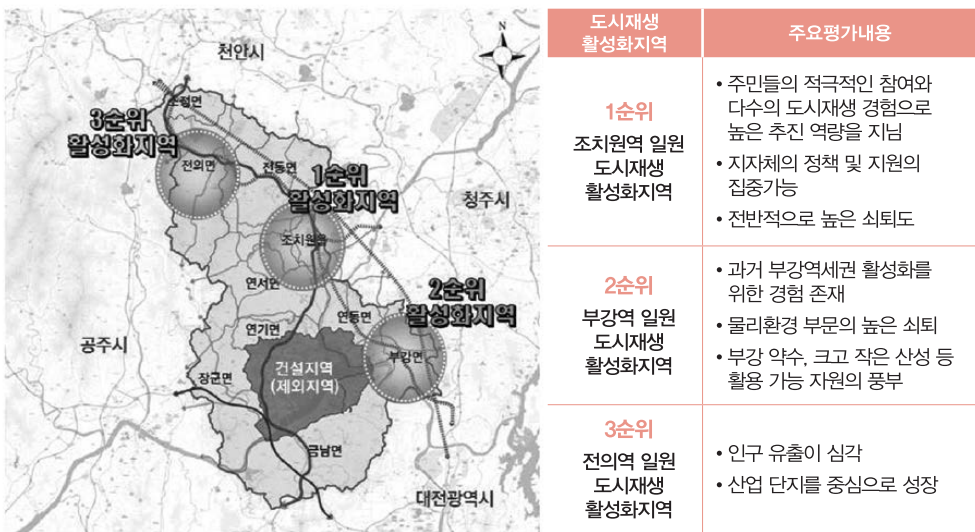 N
천안시
소정면
3순위
활성화지역
전의면
전동면
1순위
활성화지역
청주시
조치원읍
연서면
2순위
활성화지역
연동면
연기면
공주시
부강면
건설지역
(제외지역)
장군면
금남면
대전광역시
도시재생
활성화지역
주요평가내용
1순위
조치원역 일원
도시재생
활성화지역
• 주민들의 적극적인 참여와
다수의 도시재생 경험으로
높은 추진 역량을 지님
• 지자체의 정책 및 지원의
집중가능
• 전반적으로 높은 쇠퇴도
2순위
부강역 일원
도시재생
활성화지역
• 과거 부강역세권 활성화를
위한 경험 존재
• 물리환경 부문의 높은 쇠퇴
• 부강 약수, 크고 작은 산성 등
활용 가능 자원의 풍부
3순위
전의역 일원
도시재생
활성화지역
• 인구 유출이 심각
• 산업 단지를 중심으로 성장